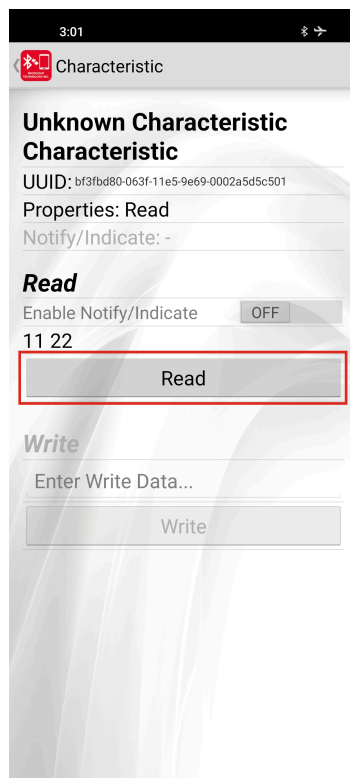 3:01
Characteristic
Unknown Characteristic
Characteristic
UUID: bf3fbd80-063f-11e5-9e69-0002a5d5c501
Properties: Read
Notify/Indicate: -
Read
Enable Notify/Indicate OFF
11 22
Read
Write
Enter Write Data...
Write